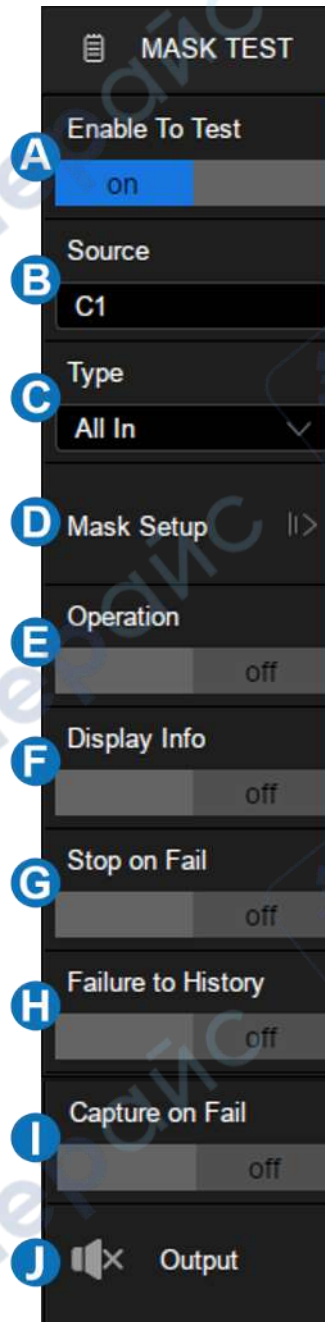 MASK TEST
A Enable To Test
on
B Source
C1
C Type
All In
D Mask Setup
E Operation
off
F Display Info
off
G Stop on Fail
off
H Failure to History
off
I Capture on Fail
off
J Output